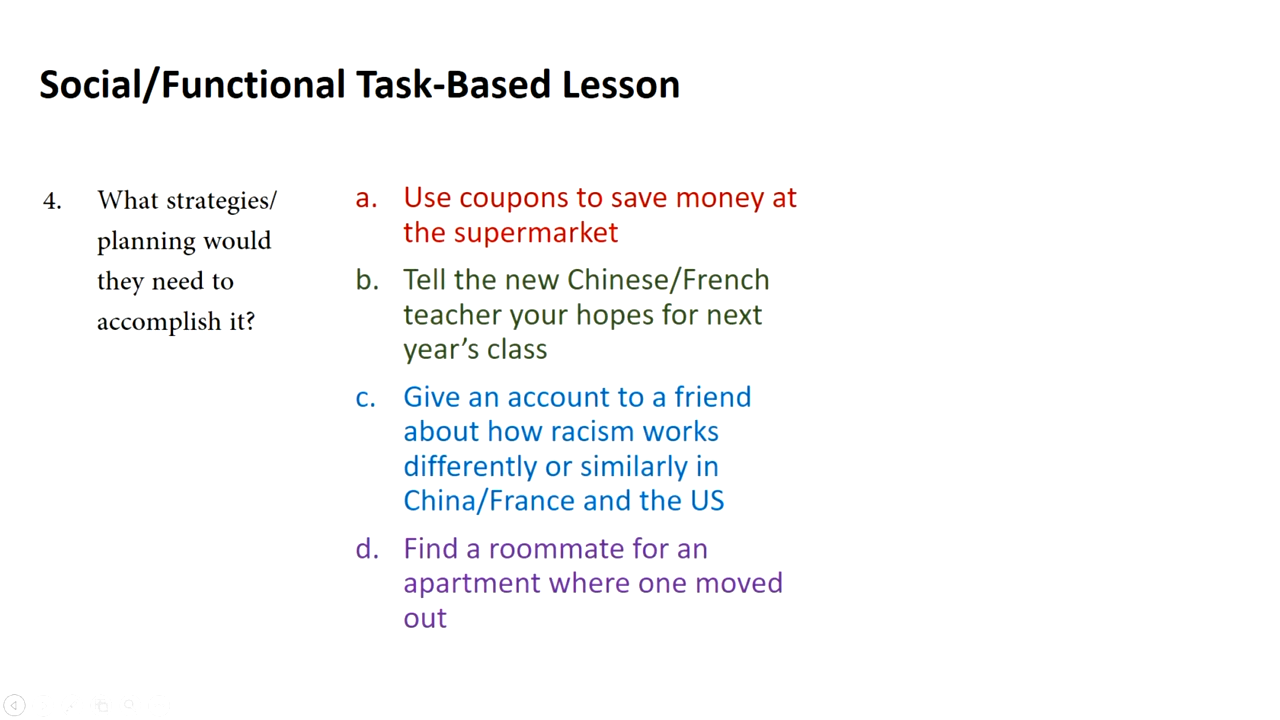 Social/Functional Task-Based Lesson
4. What strategies/
planning would
they need to
accomplish it?
a. Use coupons to save money at
the supermarket
b. Tell the new Chinese/French
teacher your hopes for next
year’s class
c. Give an account to a friend
about how racism works
differently or similarly in
China/France and the US
d. Find a roommate for an
apartment where one moved
out